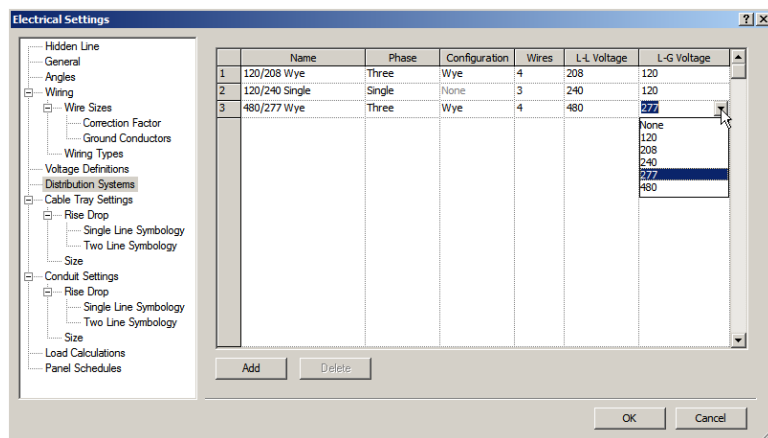 Electrical Settings
Hidden Line
General
Angles
Wiring
Wire Sizes
Correction Factor
Ground Conductors
Wiring Types
Voltage Definitions
Distribution Systems
Cable Tray Settings
Rise Drop
Single Line Symbology
Two Line Symbology
Size
Conduit Settings
Rise Drop
Single Line Symbology
Two Line Symbology
Size
Load Calculations
Panel Schedules
Name Phase Configuration Wires L-L Voltage L-G Voltage
1 120/208 Wye Three Wye 4 208 120
2 120/240 Single Single None 3 240 120
3 480/277 Wye Three Wye 4 480 277
None
120
208
240
277
480
Add Delete
OK Cancel